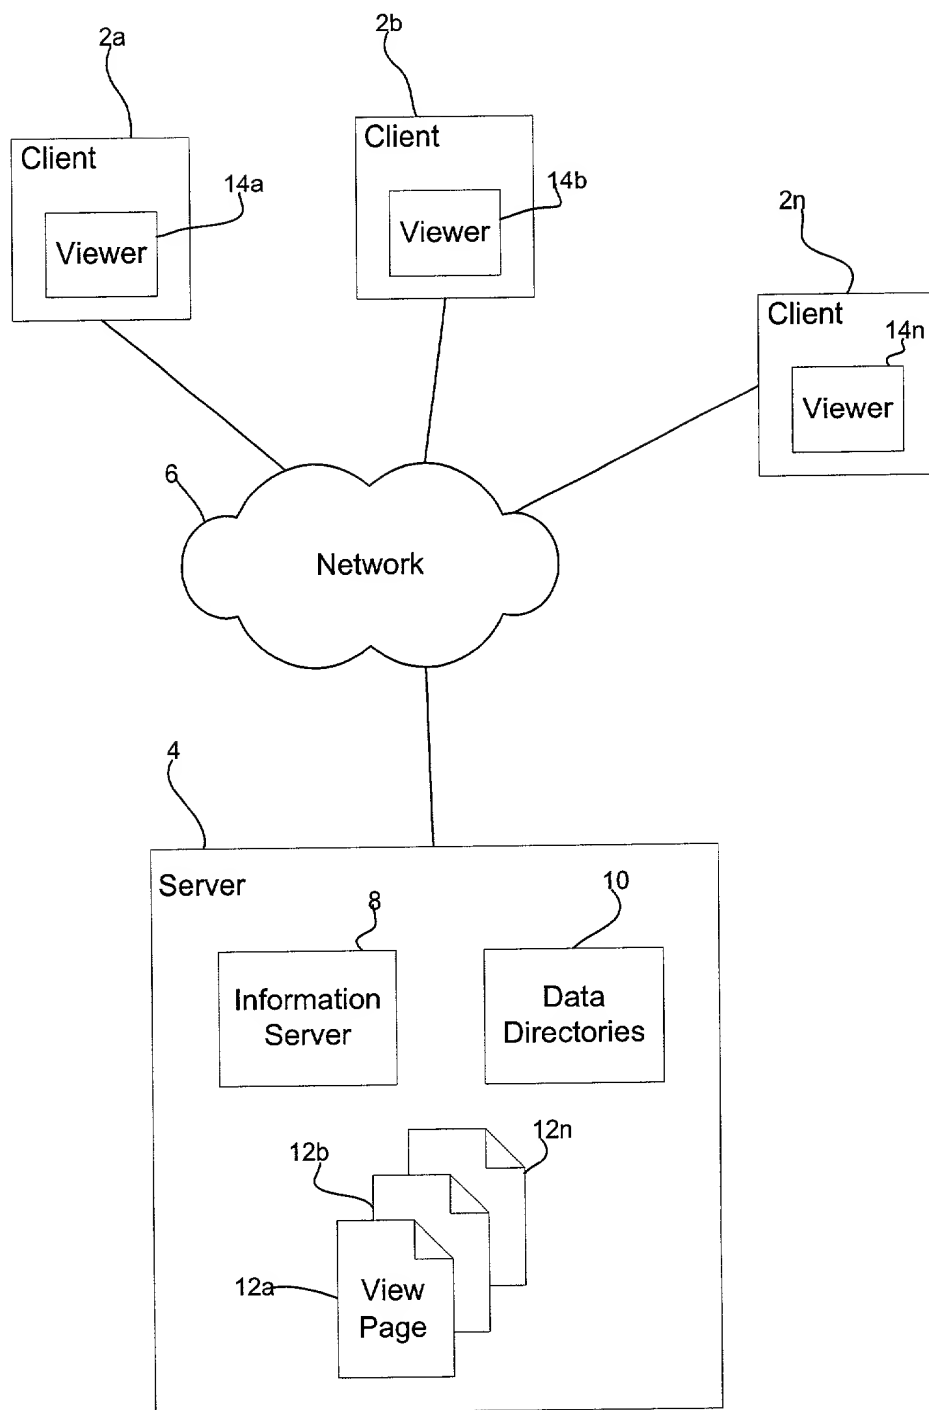 2a
2b
Client
Client
14a
14b
2n
Viewer
Viewer
Client
14n
Viewer
6
Network
4
Server
8
10
Information
Server
Data
Directories
12b
12n
12a
View
Page